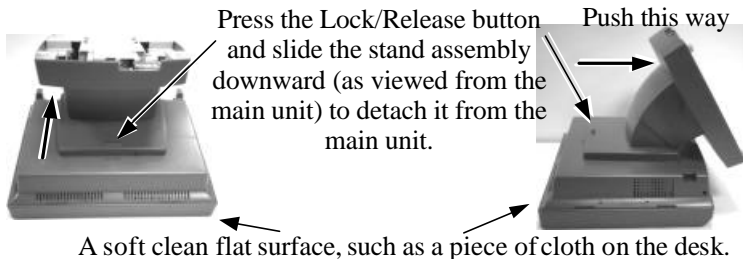 Press the Lock/Release button
and slide the stand assembly
downward (as viewed from the
main unit) to detach it from the
main unit.
Push this way
A soft clean flat surface, such as a piece of cloth on the desk.